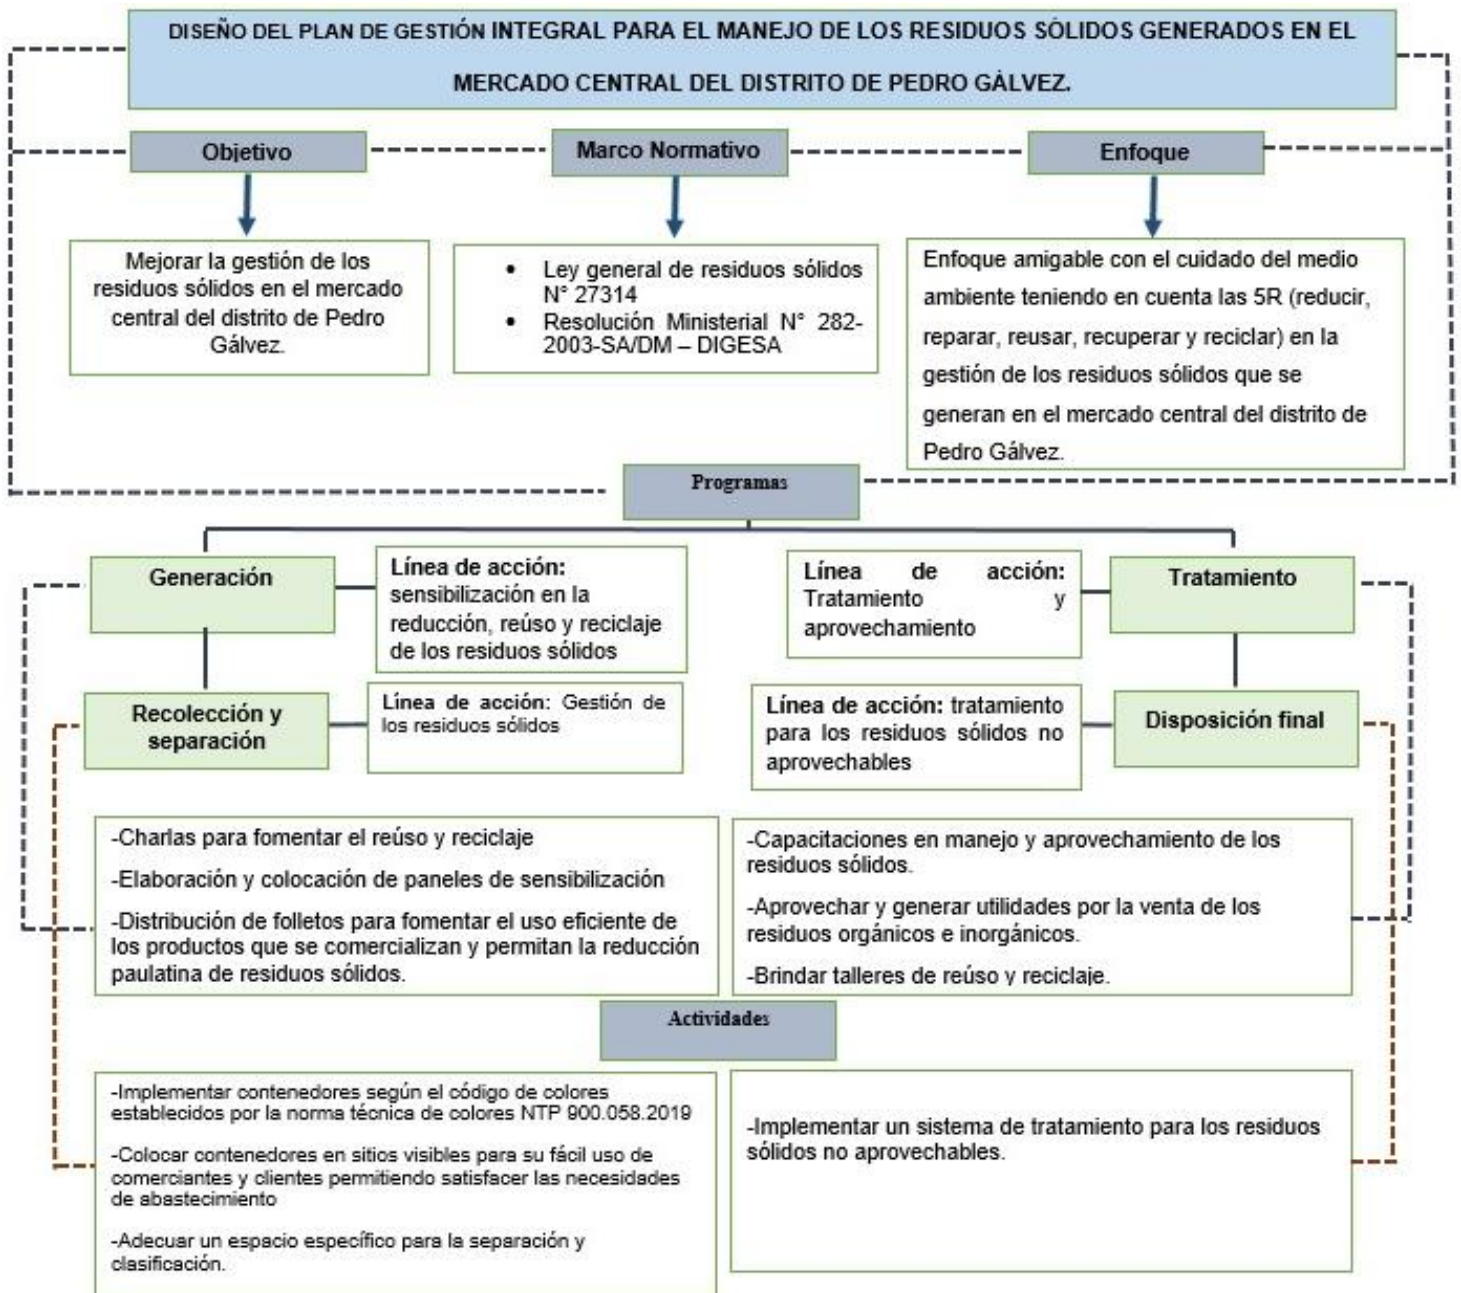 DISEÑO DEL PLAN DE GESTIÓN INTEGRAL PARA EL MANEJO DE LOS RESIDUOS SÓLIDOS GENERADOS EN EL
MERCADO CENTRAL DEL DISTRITO DE PEDRO GÁLVEZ.
Objetivo
Marco Normativo
Enfoque
Mejorar la gestión de los
residuos sólidos en el mercado
central del distrito de Pedro
Gálvez.
• Ley general de residuos sólidos
N° 27314
• Resolución Ministerial N° 282-
2003-SA/DM – DIGESA
Enfoque amigable con el cuidado del medio
ambiente teniendo en cuenta las 5R (reducir,
reparar, reusar, recuperar y reciclar) en la
gestión de los residuos sólidos que se
generan en el mercado central del distrito de
Pedro Gálvez.
Programas
Generación
Línea de acción:
sensibilización en la
reducción, reúso y reciclaje
de los residuos sólidos
Línea de acción:
Tratamiento y
aprovechamiento
Tratamiento
Recolección y
separación
Línea de acción: Gestión de
los residuos sólidos
Línea de acción: tratamiento
para los residuos sólidos no
aprovechables
Disposición final
-Charlas para fomentar el reúso y reciclaje
-Elaboración y colocación de paneles de sensibilización
-Distribución de folletos para fomentar el uso eficiente de
los productos que se comercializan y permitan la reducción
paulatina de residuos sólidos.
-Capacitaciones en manejo y aprovechamiento de los
residuos sólidos.
-Aprovechar y generar utilidades por la venta de los
residuos orgánicos e inorgánicos.
-Brindar talleres de reúso y reciclaje.
Actividades
-Implementar contenedores según el código de colores
establecidos por la norma técnica de colores NTP 900.058.2019
-Colocar contenedores en sitios visibles para su fácil uso de
comerciantes y clientes permitiendo satisfacer las necesidades
de abastecimiento
-Adecuar un espacio específico para la separación y
clasificación.
-Implementar un sistema de tratamiento para los residuos
sólidos no aprovechables.